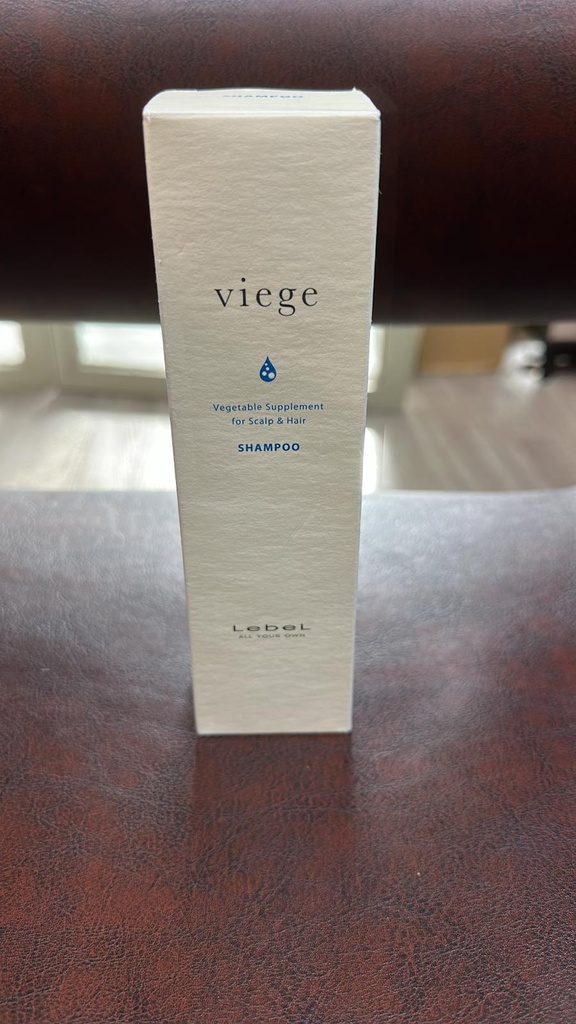 SHAMPOO
viege
Vegetable Supplement
for Scalp & Hair
SHAMPOO
LebeL
ALL YOUR OWN